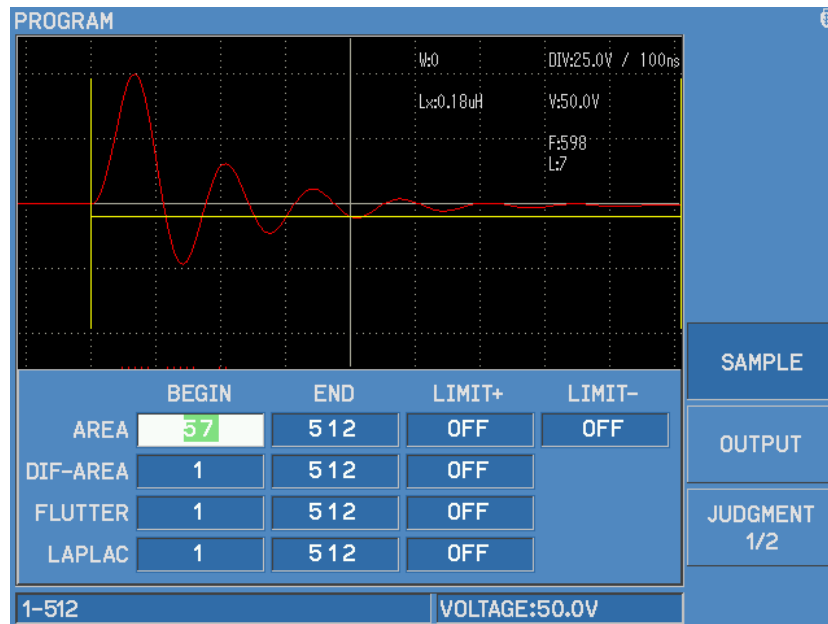 PROGRAM
W:0 DIV:25.0V / 100ns
Lx:0.18uH V:50.0V
F:598
L:7
BEGIN END LIMIT+ LIMIT-
AREA 57 512 OFF OFF
DIF-AREA 1 512 OFF
FLUTTER 1 512 OFF
LAPLAC 1 512 OFF
SAMPLE
OUTPUT
JUDGMENT
1/2
1-512 VOLTAGE:50.0V